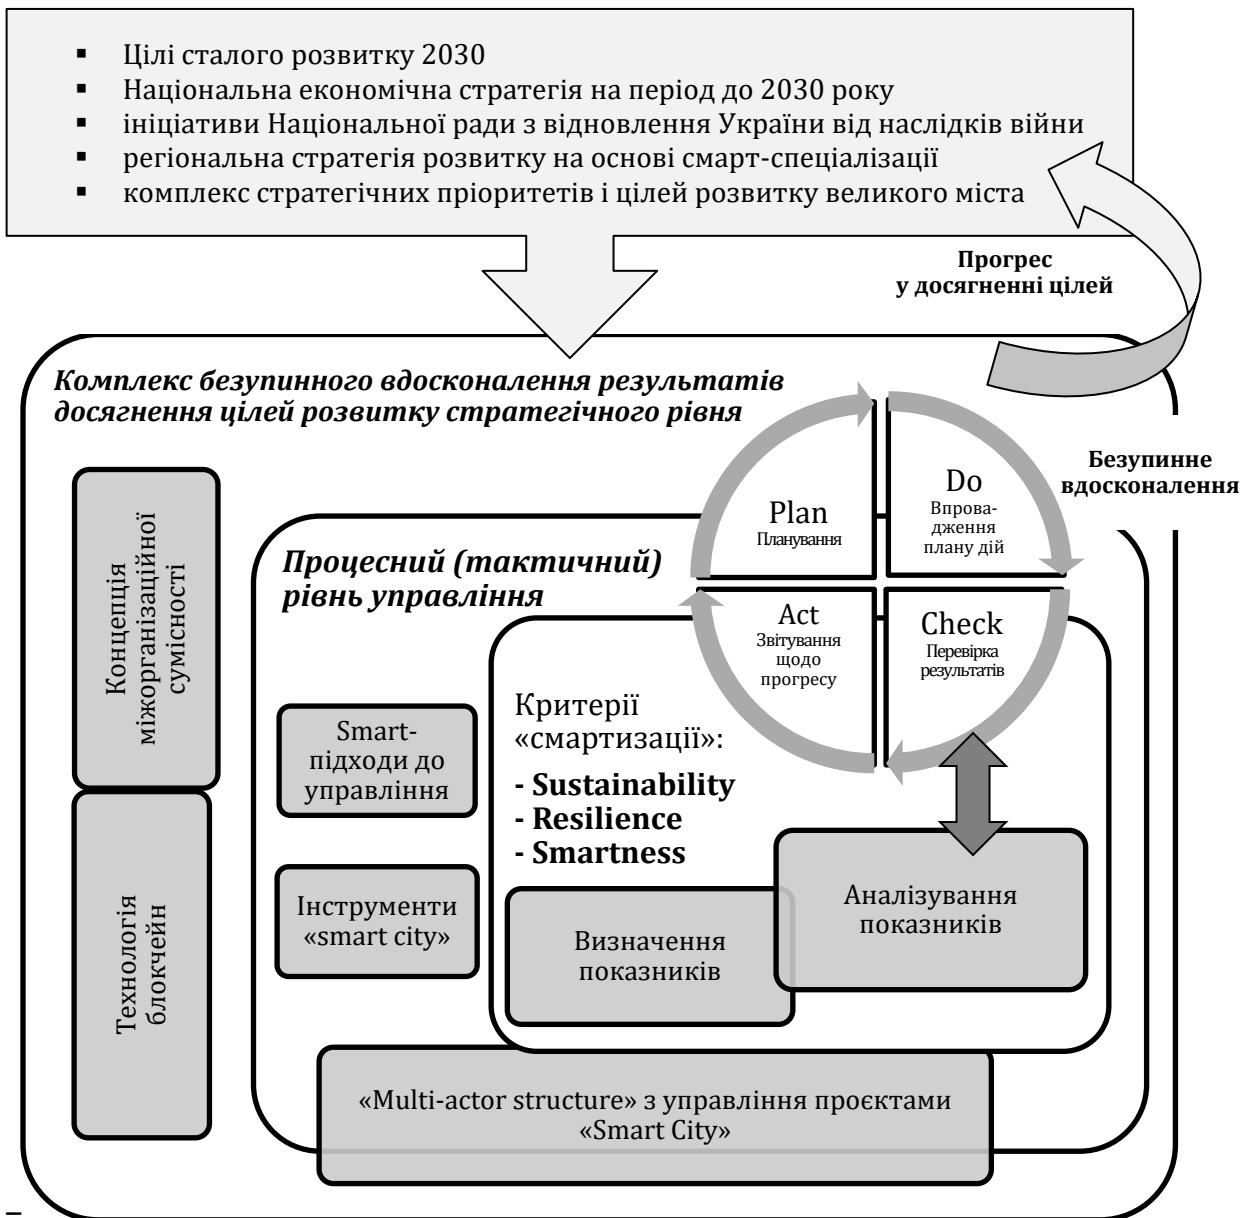 ▪ Цілі сталого розвитку 2030
▪ Національна економічна стратегія на період до 2030 року
▪ ініціативи Національної ради з відновлення України від наслідків війни
▪ регіональна стратегія розвитку на основі смарт-спеціалізації
▪ комплекс стратегічних пріоритетів і цілей розвитку великого міста
Прогрес
у досягненні цілей
Комплекс безупинного вдосконалення результатів
досягнення цілей розвитку стратегічного рівня
Безупинне
вдосконалення
Plan
Планування
Do
Впрова-
дження
плану дій
Act
Звітування
щодо
прогресу
Check
Перевірка
результатів
Концепція
міжорганізаційної
сумісності
Технологія
блокчейн
Процесний (тактичний)
рівнь управління
Smart-
підходи до
управління
Інструменти
«smart city»
Критерії
«смартизації»:
- Sustainability
- Resilience
- Smartness
Визначення
показників
Аналізування
показників
«Multi-actor structure» з управління проєктами
«Smart City»
–